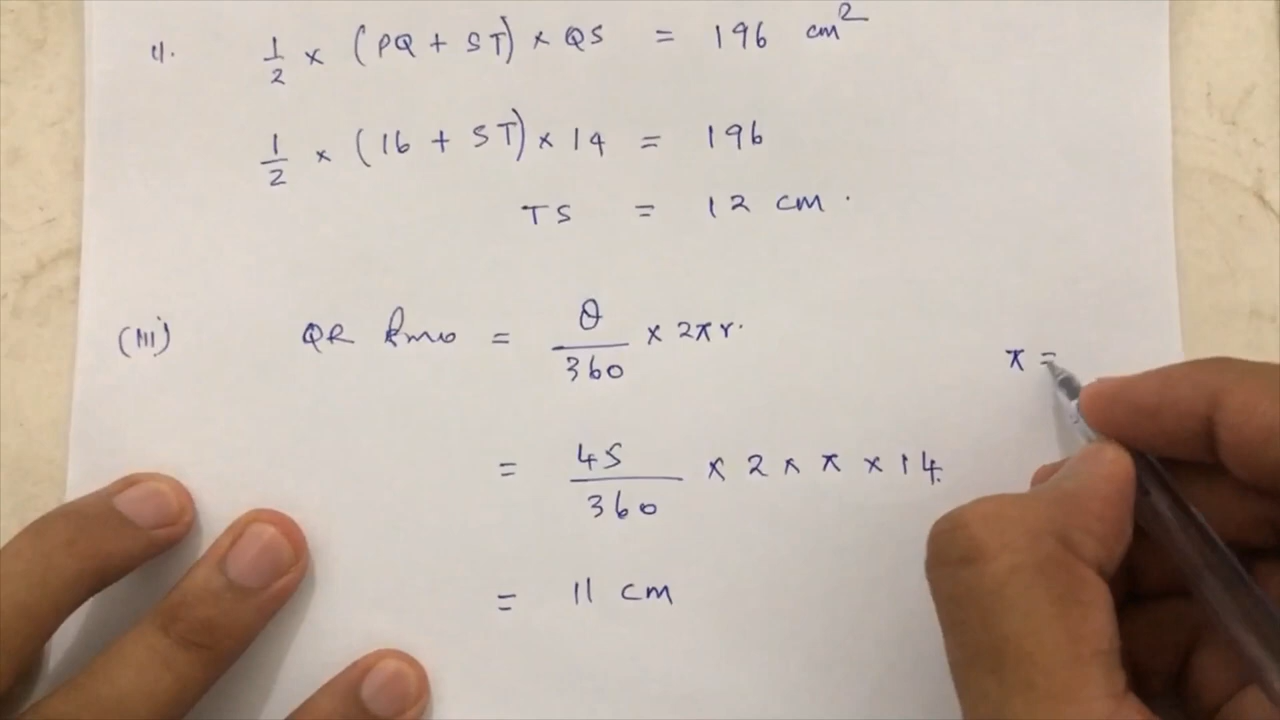 1/2 × (PQ + ST) × QS = 196 cm²
1/2 × (16 + ST) × 14 = 196
TS = 12 cm.
(III) QR = θ/360 × 2πr.
π =
= 45/360 × 2 × π × 14.
= 11 cm